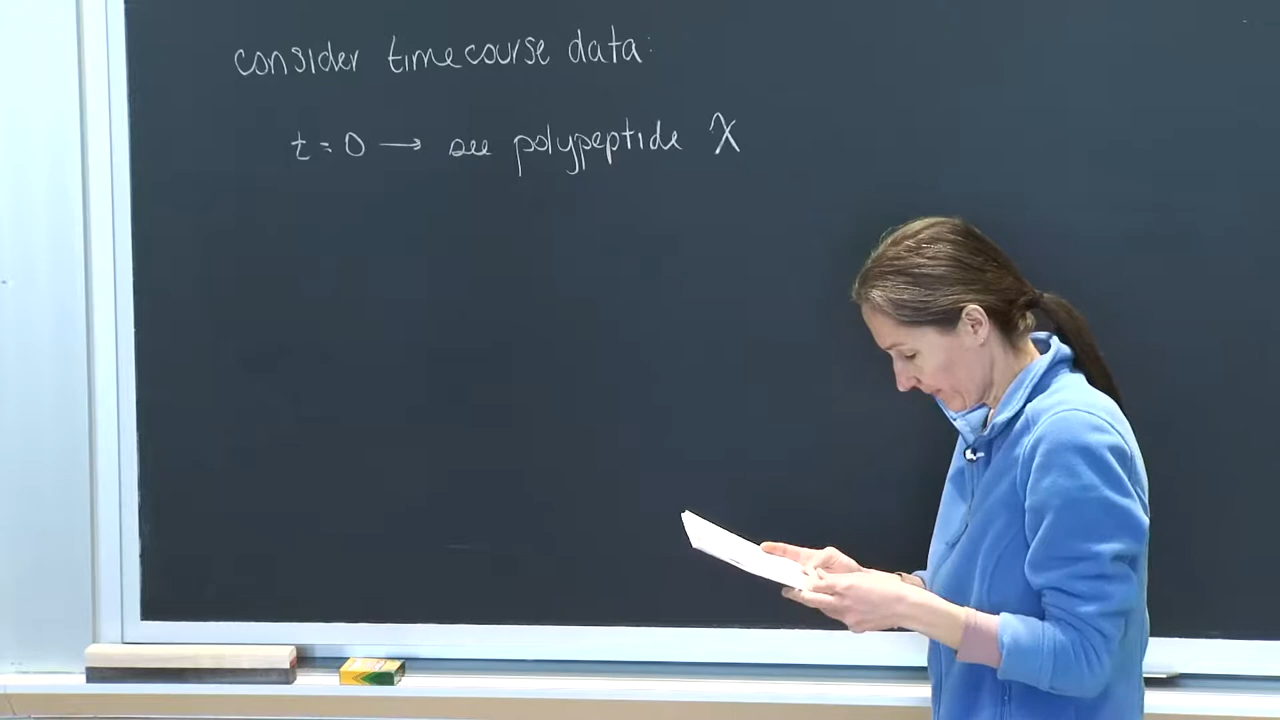 consider timecourse data:
t = 0 → see polypeptide X